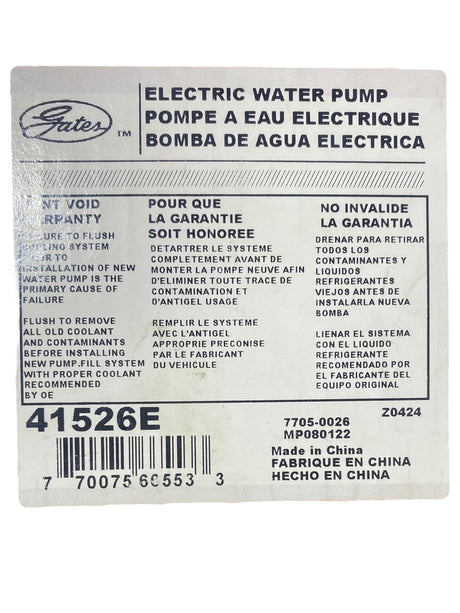 Gates
TM
ELECTRIC WATER PUMP
POMPE A EAU ELECTRIQUE
BOMBA DE AGUA ELECTRICA
VOID
FLUSH
SYSTEM
INSTALLATION OF NEW
WATER PUMP IS THE
PRIMARY CAUSE OF
FAILURE
FLUSH TO REMOVE
ALL OLD COOLANT
AND CONTAMINANTS
BEFORE INSTALLING
NEW PUMP.FILL SYSTEM
WITH PROPER COOLANT
RECOMMENDED
BY OE
POUR QUE
LA GARANTIE
SOIT HONOREE
DETARTRER LE SYSTEME
COMPLETEMENT AVANT DE
MONTER LA POMPE NEUVE AFIN
D'ELIMINER TOUTE TRACE DE
CONTAMINATION ET
D'ANTIGEL USAGE
REMPLIR LE SYSTEME
AVEC L'ANTIGEL
APPROPRIE PRECONISE
PAR LE FABRICANT
DU VEHICULE
NO INVALIDE
LA GARANTIA
DRENAR PARA RETIRAR
TODOS LOS
CONTAMINANTES Y
LIQUIDOS
REFRIGERANTES
VIEJOS ANTES DE
INSTALARLA NUEVA
BOMBA
LIENAR EL SISTEMA
CON EL LIQUIDO
REFRIGERANTE
RECOMENDADO POR
EL FABRICANTE DEL
EQUIPO ORIGINAL
41526E
7705-0026
MP080122
Z0424
Made in China
FABRIQUE EN CHINA
HECHO EN CHINA
7 70075 3